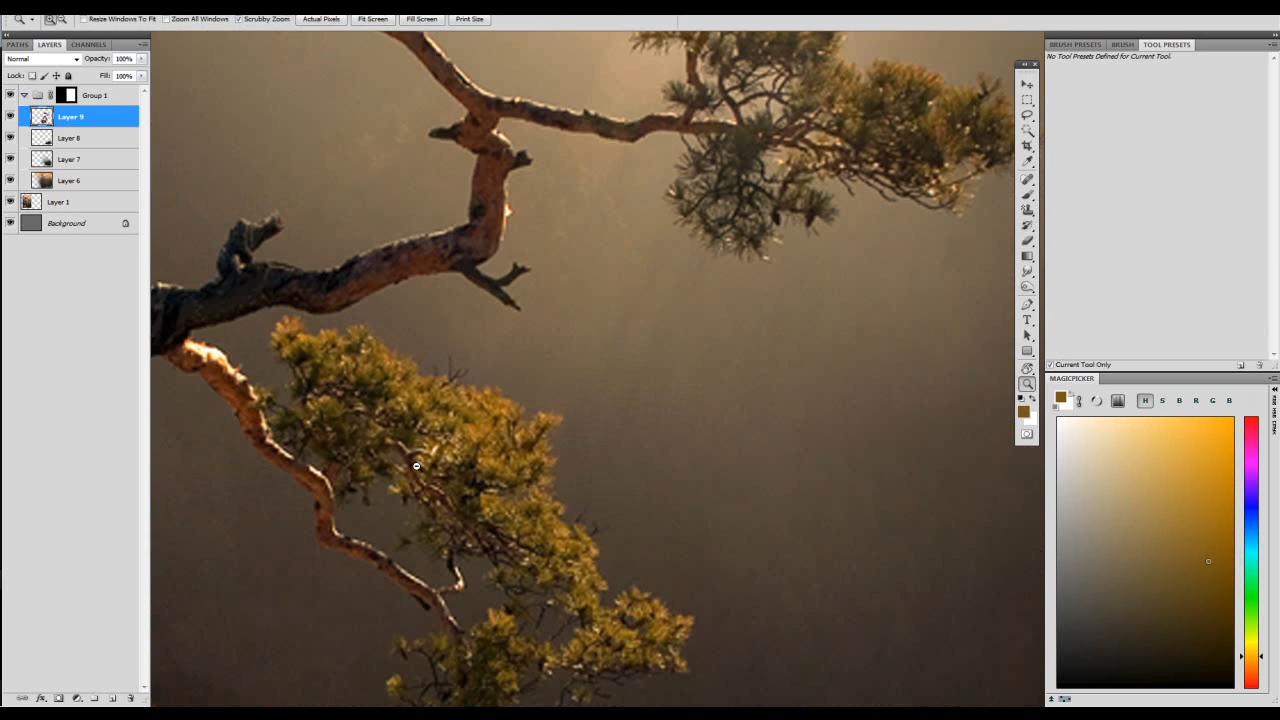 Resize Windows To Fit Zoom All Windows Scrubby Zoom Actual Pixels Fit Screen Fill Screen Print Size
PATHS LAYERS CHANNELS
Normal Opacity: 100%
Lock: Fill: 100%
Group 1
Layer 9
Layer 8
Layer 7
Layer 6
Layer 1
Background
BRUSH PRESETS BRUSH TOOL PRESETS
No Tool Presets Defined for Current Tool.
Current Tool Only
MAGICPICKER
H S B R G B